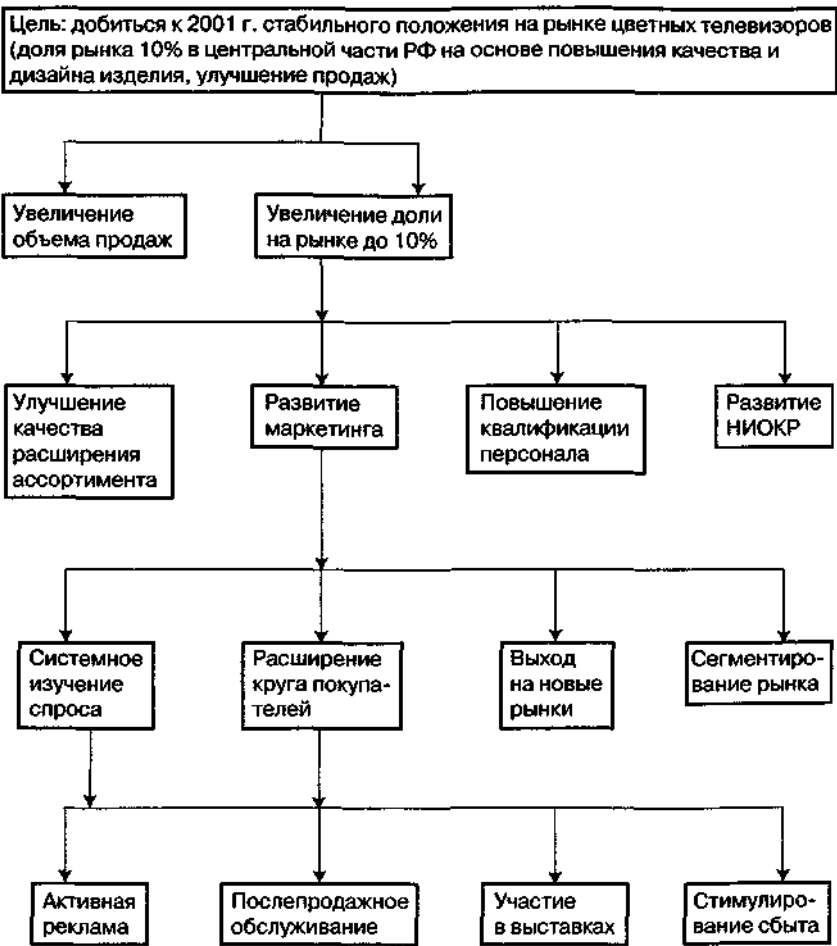 Цель: добиться к 2001 г. стабильного положения на рынке цветных телевизоров
(доля рынка 10% в центральной части РФ на основе повышения качества и
дизайна изделия, улучшение продаж)
Увеличение
объема продаж
Увеличение доли
на рынке до 10%
Улучшение
качества
расширения
ассортимента
Развитие
маркетинга
Повышение
квалификации
персонала
Развитие
НИОКР
Системное
изучение
спроса
Расширение
круга покупа-
телей
Выход
на новые
рынки
Сегментиро-
вание рынка
Активная
реклама
Послепродажное
обслуживание
Участие
в выставках
Стимулиро-
вание сбыта